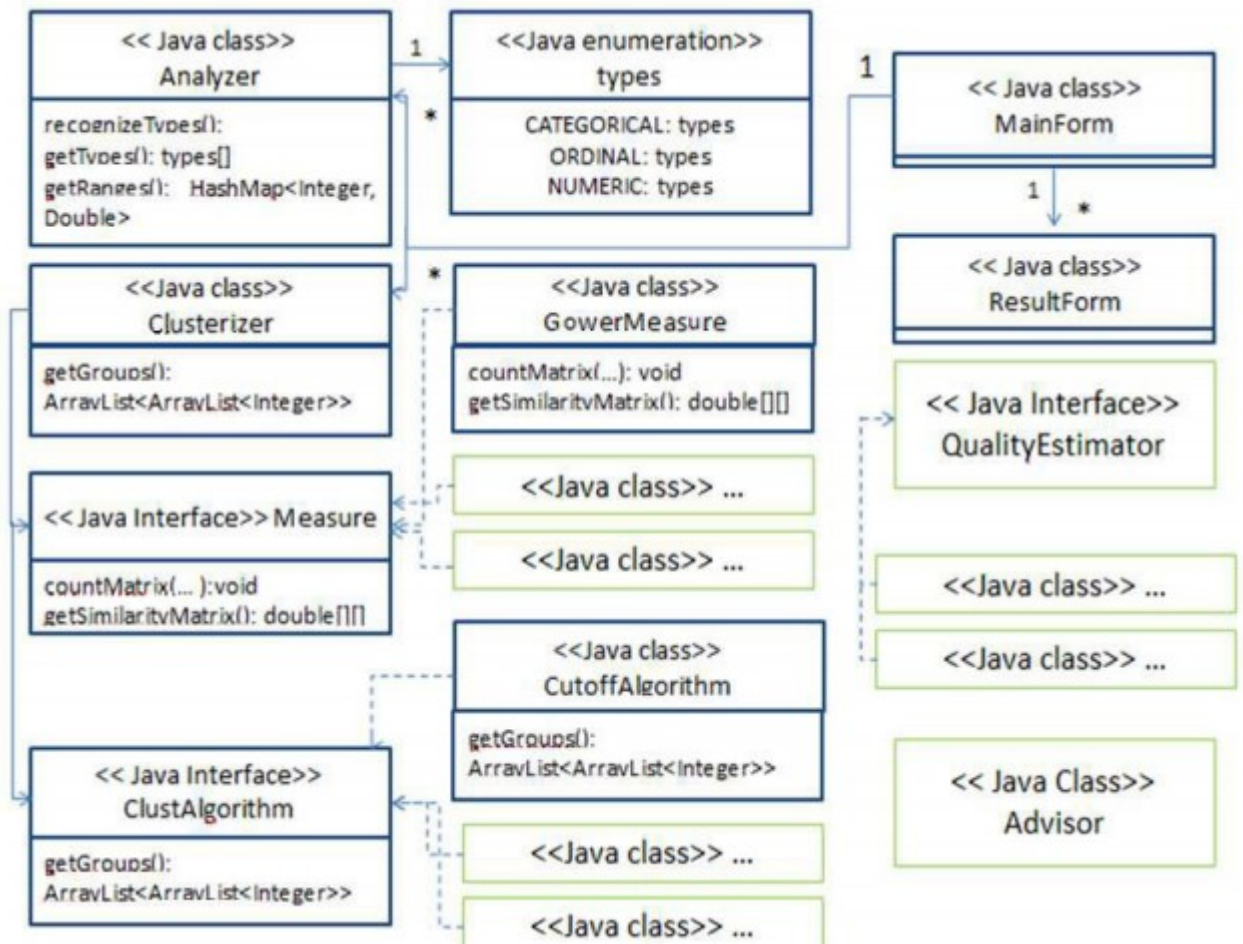 << Java class>>
Analyzer
recognizeTypes():
getTypes(): types[]
getRanges(): HashMap<Integer,
Double>
1
*
<<Java enumeration>>
types
CATEGORICAL: types
ORDINAL: types
NUMERIC: types
1
<< Java class>>
MainForm
1
*
<< Java class>>
ResultForm
<<Java class>>
Clusterizer
getGroups():
ArrayList<ArrayList<Integer>>
*
<<Java class>>
GowerMeasure
countMatrix(...): void
getSimilarityMatrix(): double[][]
<< Java Interface>>
QualityEstimator
<<Java class>> ...
<<Java class>> ...
<< Java Interface>> Measure
countMatrix(... ):void
getSimilarityMatrix(): double[][]
<<Java class>> ...
<<Java class>> ...
<<Java class>>
CutoffAlgorithm
getGroups():
ArrayList<ArrayList<Integer>>
<< Java Interface>>
ClustAlgorithm
getGroups():
ArrayList<ArrayList<Integer>>
<< Java Class>>
Advisor
<<Java class>> ...
<<Java class>> ...